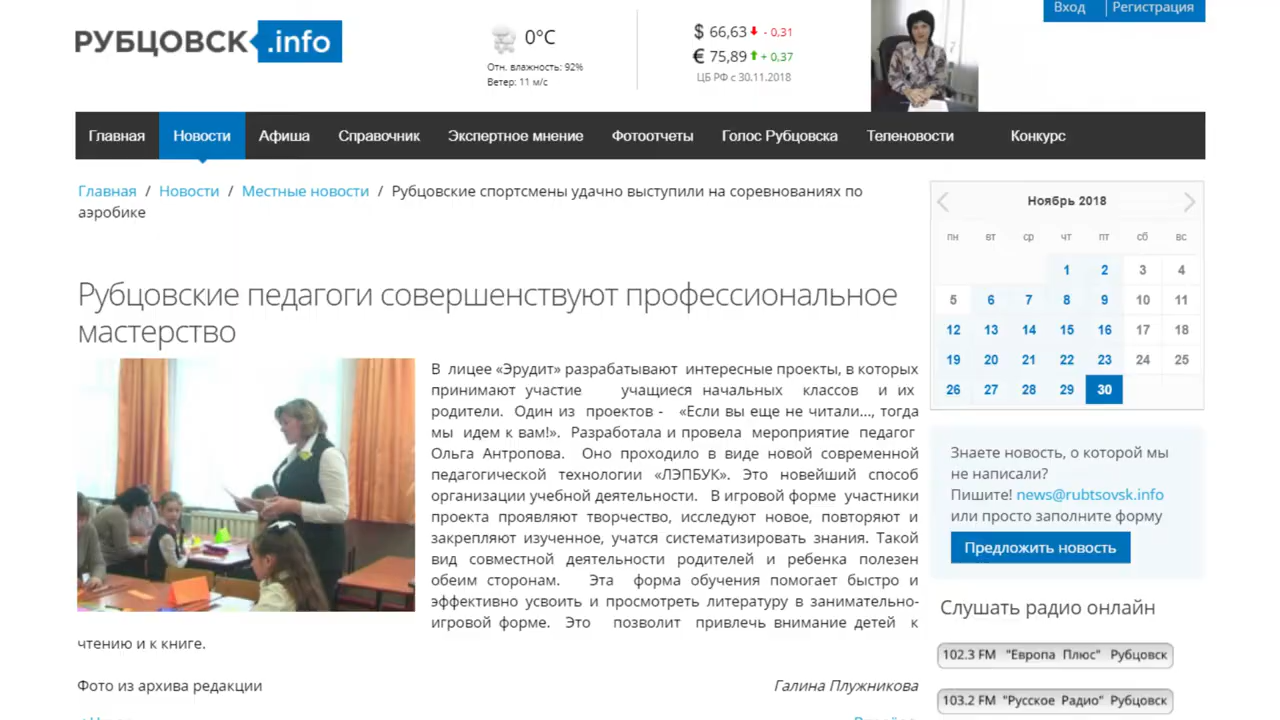 РУБЦОВСК .info
0°C
Отн. влажность: 92%
Ветер: 11 м/с
$ 66,63 - 0,31
€ 75,89 + 0,37
ЦБ РФ с 30.11.2018
Вход | Регистрация
Главная Новости Афиша Справочник Экспертное мнение Фотоотчеты Голос Рубцовска Теленовости Конкурс
Главная / Новости / Местные новости / Рубцовские спортсмены удачно выступили на соревнованиях по
аэробике
Рубцовские педагоги совершенствуют профессиональное
мастерство
В лицее «Эрудит» разрабатывают интересные проекты, в которых
принимают участие учащиеся начальных классов и их
родители. Один из проектов - «Если вы еще не читали..., тогда
мы идем к вам!». Разработала и провела мероприятие педагог
Ольга Антропова. Оно проходило в виде новой современной
педагогической технологии «ЛЭПБУК». Это новейший способ
организации учебной деятельности. В игровой форме участники
проекта проявляют творчество, исследуют новое, повторяют и
закрепляют изученное, учатся систематизировать знания. Такой
вид совместной деятельности родителей и ребенка полезен
обеим сторонам. Эта форма обучения помогает быстро и
эффективно усвоить и просмотреть литературу в занимательно-
игровой форме. Это позволит привлечь внимание детей к
чтению и к книге.
Фото из архива редакции
Галина Плужникова
Ноябрь 2018
пн вт ср чт пт сб вс
1 2 3 4
5 6 7 8 9 10 11
12 13 14 15 16 17 18
19 20 21 22 23 24 25
26 27 28 29 30
Знаете новость, о которой мы
не написали?
Пишите! news@rubtsovsk.info
или просто заполните форму
Предложить новость
Слушать радио онлайн
102.3 FM "Европа Плюс" Рубцовск
103.2 FM "Русское Радио" Рубцовск